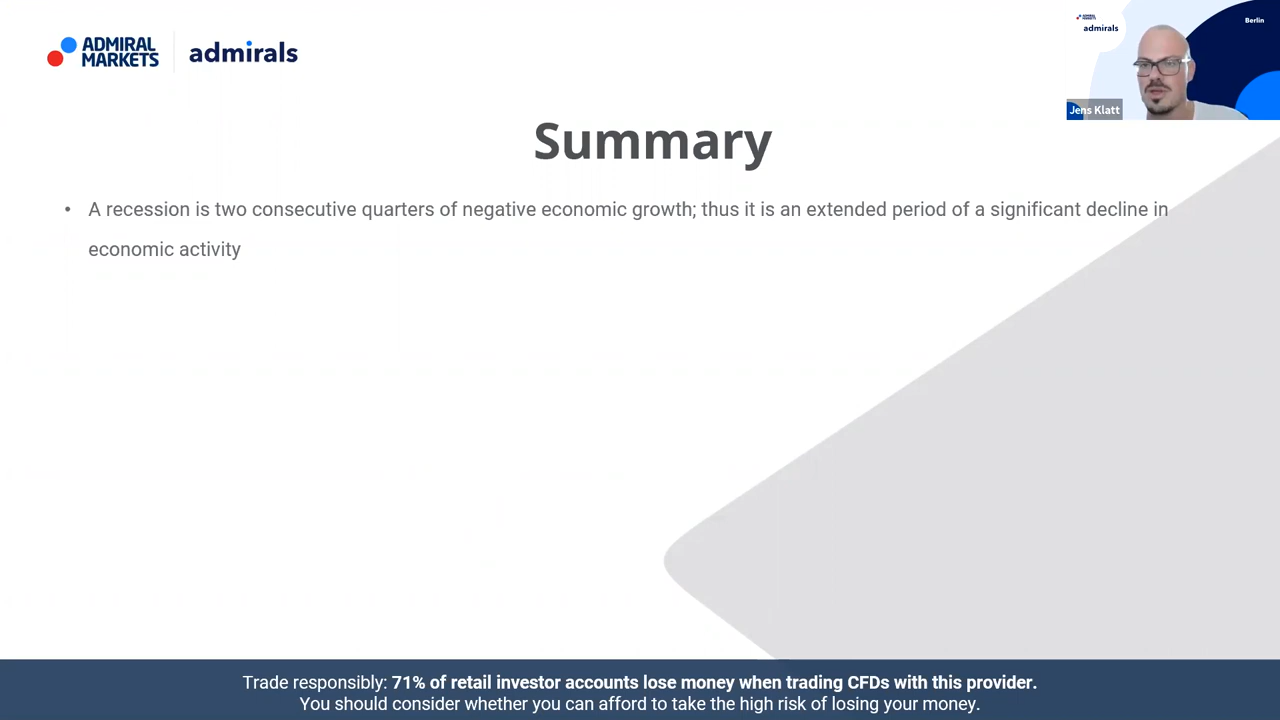 ADMIRAL
MARKETS
admirals
ADMIRAL
MARKETS
admirals
Berlin
Jens Klatt
Summary
• A recession is two consecutive quarters of negative economic growth; thus it is an extended period of a significant decline in
economic activity
Trade responsibly: 71% of retail investor accounts lose money when trading CFDs with this provider.
You should consider whether you can afford to take the high risk of losing your money.